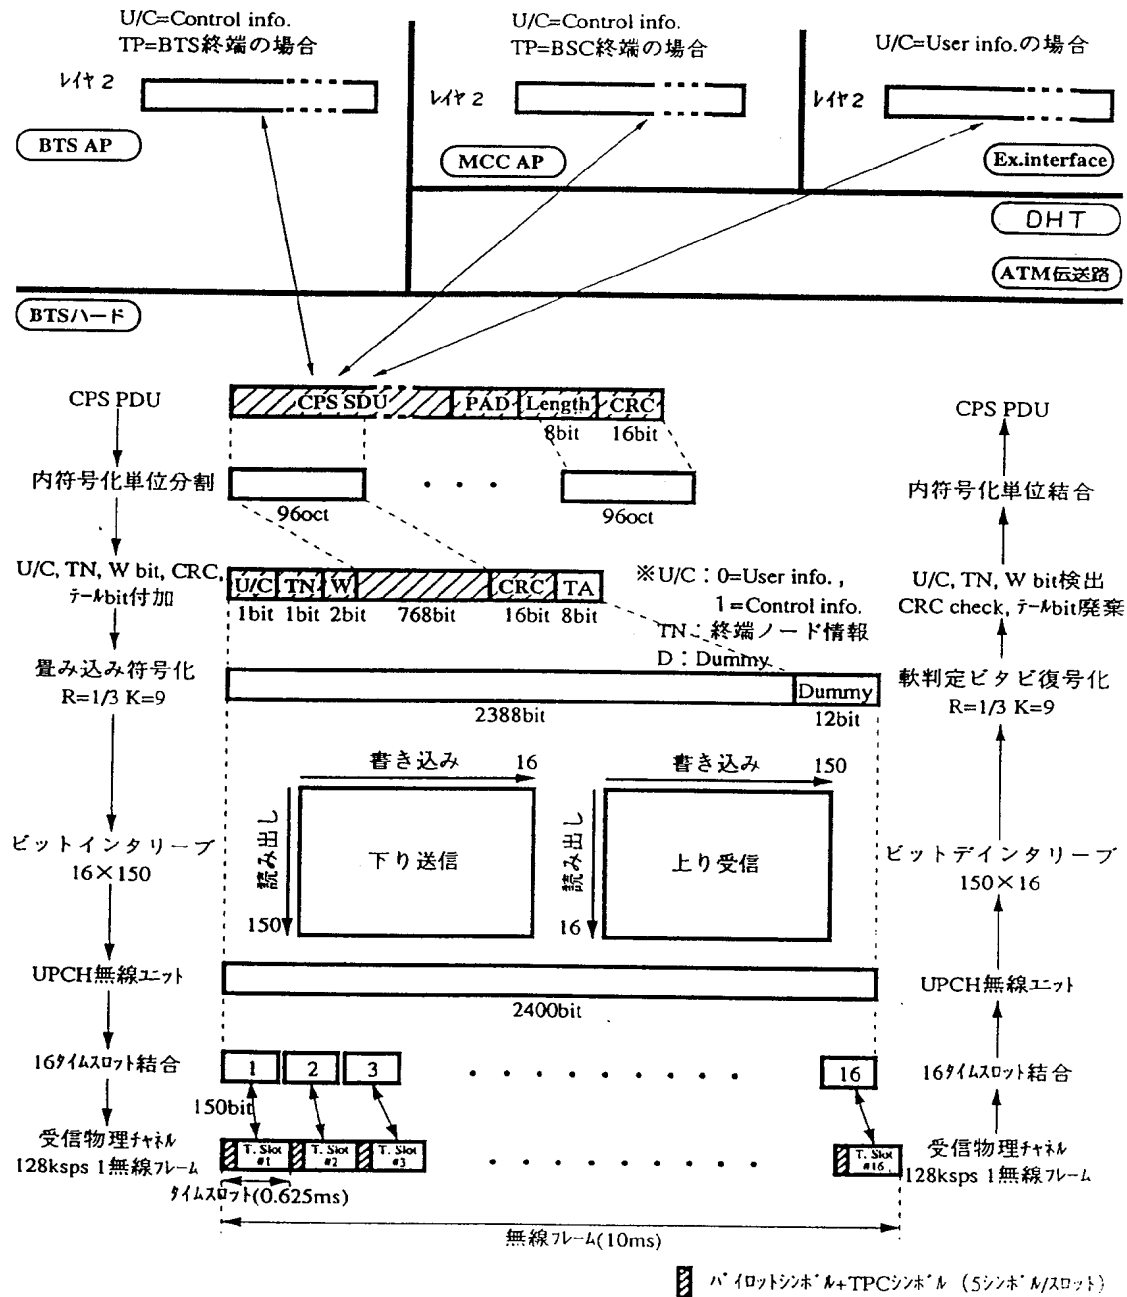 U/C=Control info.
TP=BTS終端の場合
U/C=Control info.
TP=BSC終端の場合
U/C=User info.の場合
ﾚｲﾔ 2
ﾚｲﾔ 2
ﾚｲﾔ 2
BTS AP
MCC AP
Ex.interface
DHT
ATM伝送路
BTSハード
CPS PDU
CPS SDU
PAD
Length
CRC
8bit
16bit
CPS PDU
内符号化単位分割
96oct
・ ・ ・
96oct
内符号化単位結合
U/C, TN, W bit, CRC,
ﾃｰﾙbit付加
U/C
TN
W
CRC
TA
1bit
1bit
2bit
768bit
16bit
8bit
※U/C：0=User info. ,
1=Control info.
TN：終端ノード情報
D：Dummy
U/C, TN, W bit検出
CRC check, ﾃｰﾙbit廃棄
畳み込み符号化
R=1/3 K=9
Dummy
2388bit
12bit
軟判定ビタビ復号化
R=1/3 K=9
書き込み
16
読み出し
150
下り送信
書き込み
150
読み出し
16
上り受信
ビットインタリーブ
16×150
ビットデインタリーブ
150×16
UPCH無線ﾕﾆｯﾄ
2400bit
UPCH無線ﾕﾆｯﾄ
16ﾀｲﾑｽﾛｯﾄ結合
1
2
3
・ ・ ・ ・ ・ ・ ・ ・ ・
16
16ﾀｲﾑｽﾛｯﾄ結合
150bit
受信物理ﾁｬﾈﾙ
128ksps 1無線ﾌﾚｰﾑ
T. Slot
#1
T. Slot
#2
T. Slot
#3
・ ・ ・ ・ ・ ・ ・ ・ ・
T. Slot
#16
受信物理ﾁｬﾈﾙ
128ksps 1無線ﾌﾚｰﾑ
ﾀｲﾑｽﾛｯﾄ(0.625ms)
無線ﾌﾚｰﾑ(10ms)
ﾊﾟｲﾛｯﾄｼﾝﾎﾞﾙ+TPCｼﾝﾎﾞﾙ（5ｼﾝﾎﾞﾙ/ｽﾛｯﾄ）